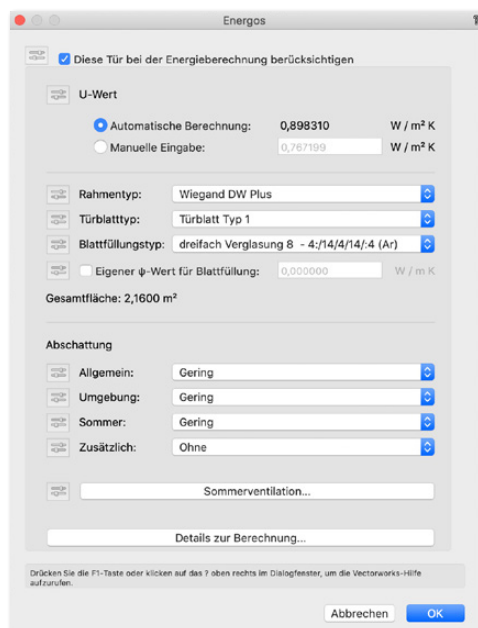 Energos
Diese Tür bei der Energieberechnung berücksichtigen
U-Wert
Automatische Berechnung: 0,898310 W / m² K
Manuelle Eingabe: 0,767199 W / m² K
Rahmentyp: Wiegand DW Plus
Türblatttyp: Türblatt Typ 1
Blattfüllungstyp: dreifach Verglasung 8 - 4:/14/4/14/:4 (Ar)
Eigener ψ-Wert für Blattfüllung: 0,000000 W / m K
Gesamtfläche: 2,1600 m²
Abschattung
Allgemein: Gering
Umgebung: Gering
Sommer: Gering
Zusätzlich: Ohne
Sommerventilation...
Details zur Berechnung...
Drücken Sie die F1-Taste oder klicken auf das ? oben rechts im Dialogfenster, um die Vectorworks-Hilfe
aufzurufen.
Abbrechen OK